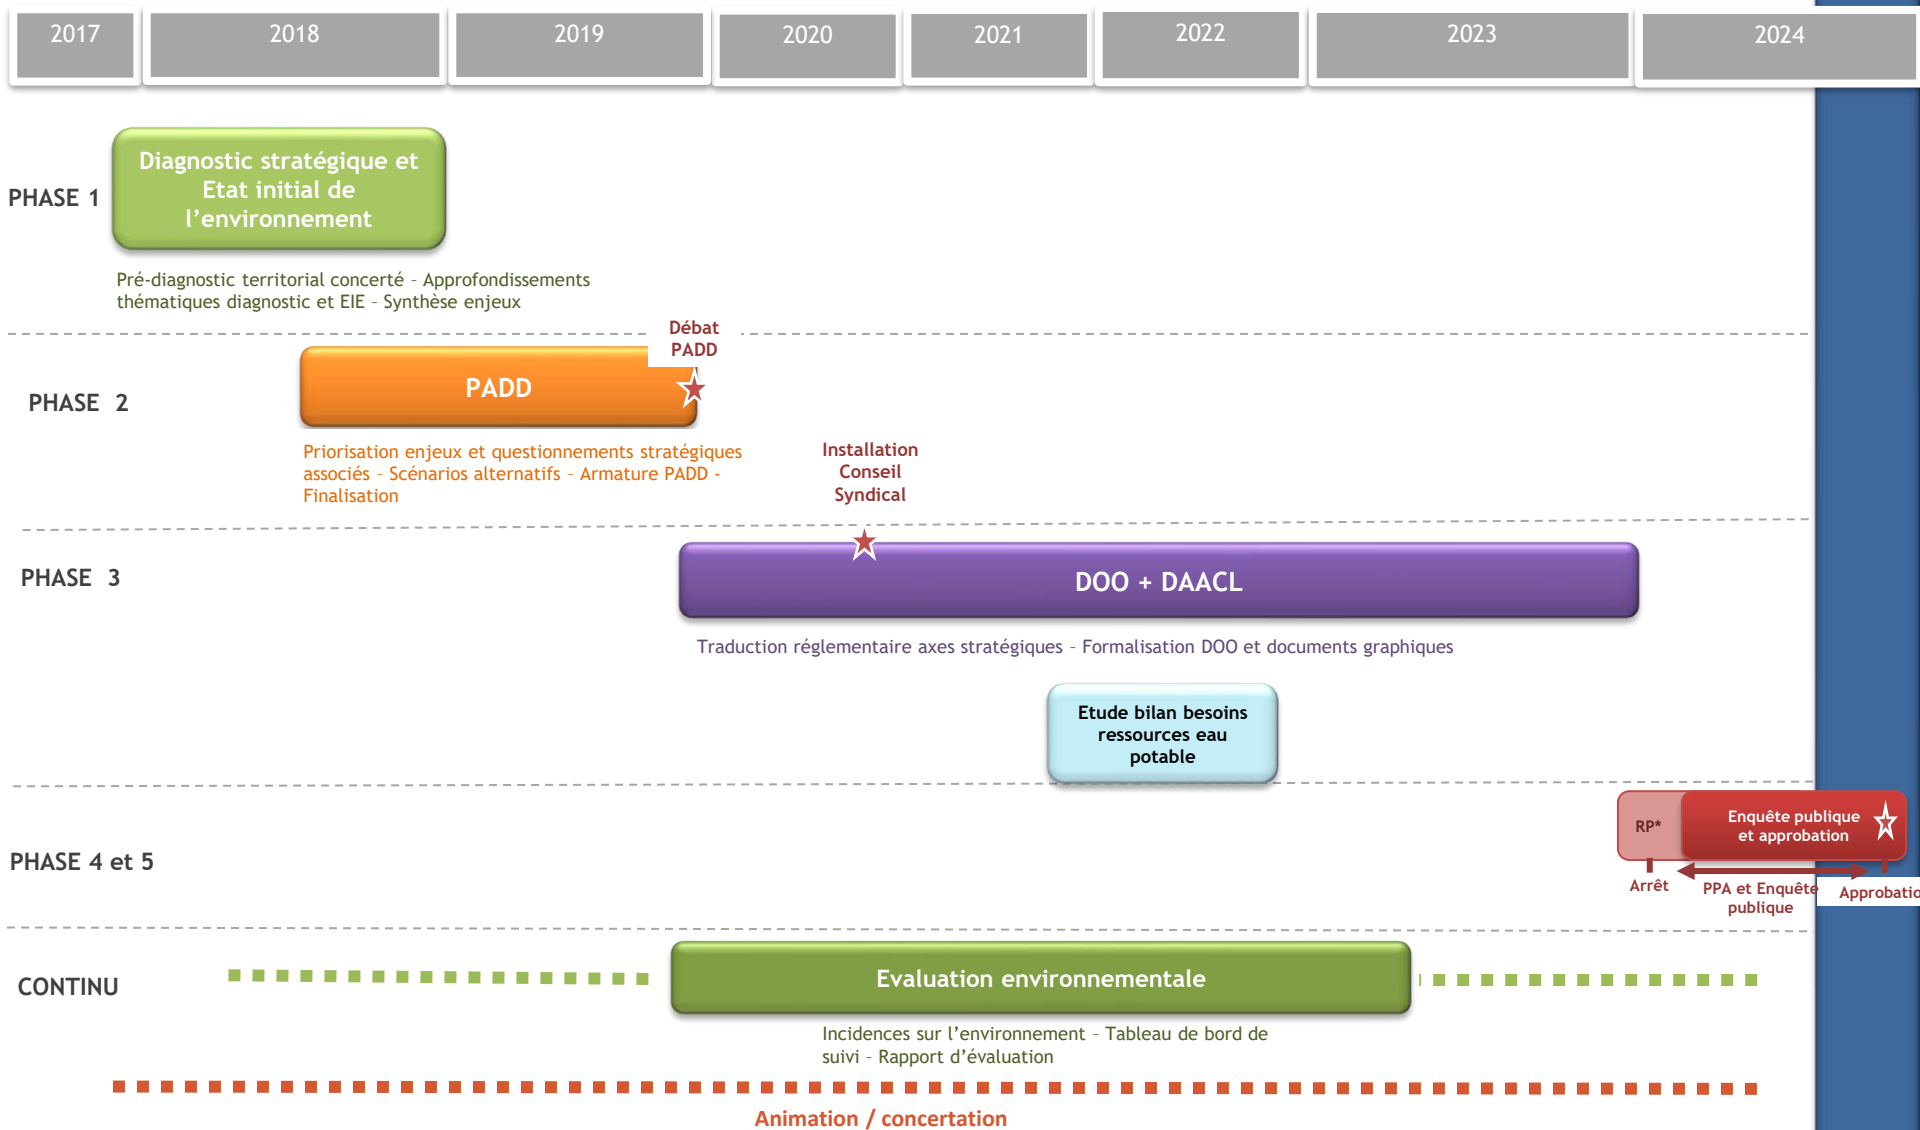 2017
2018
2019
2020
2021
2022
2023
2024
PHASE 1
Diagnostic stratégique et
Etat initial de
l’environnement
Pré-diagnostic territorial concerté – Approfondissements
thématiques diagnostic et EIE – Synthèse enjeux
Débat
PADD
PHASE 2
PADD
Priorisation enjeux et questionnements stratégiques
associés – Scénarios alternatifs – Armature PADD -
Finalisation
Installation
Conseil
Syndical
PHASE 3
DOO + DAACL
Traduction réglementaire axes stratégiques – Formalisation DOO et documents graphiques
Etude bilan besoins
ressources eau
potable
PHASE 4 et 5
RP*
Enquête publique
et approbation
Arrêt
PPA et Enquête
publique
Approbatio
CONTINU
Evaluation environnementale
Incidences sur l’environnement – Tableau de bord de
suivi – Rapport d’évaluation
Animation / concertation